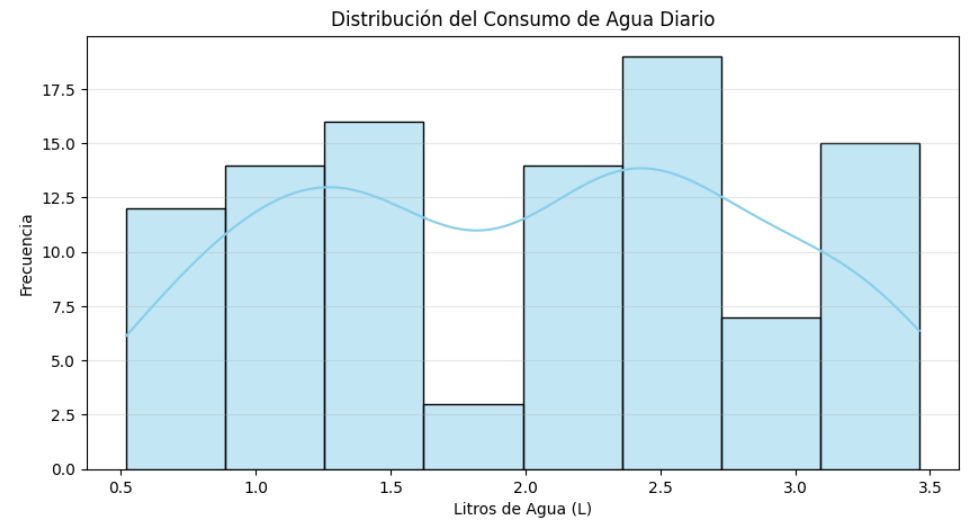 Distribución del Consumo de Agua Diario
Frecuencia
17.5
15.0
12.5
10.0
7.5
5.0
2.5
0.0
0.5 1.0 1.5 2.0 2.5 3.0 3.5
Litros de Agua (L)